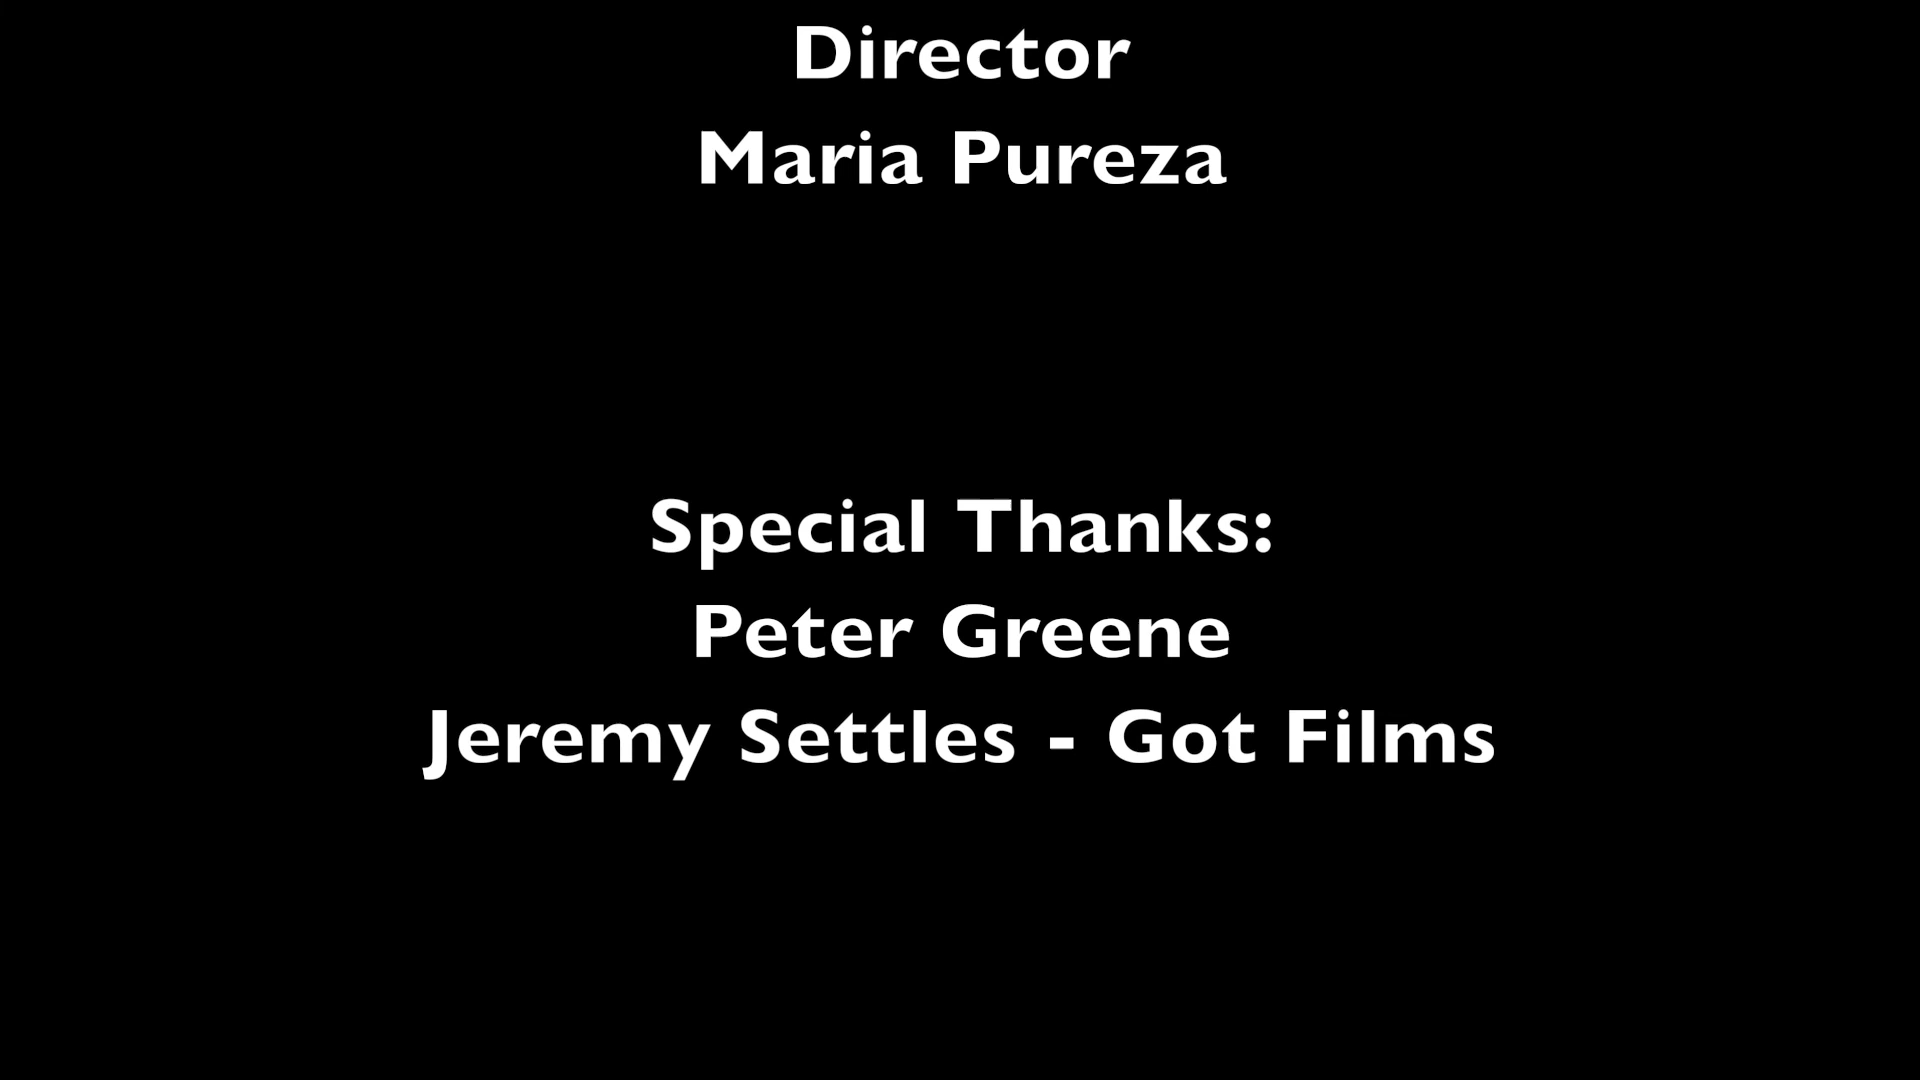 Director
Maria Pureza
Special Thanks:
Peter Greene
Jeremy Settles - Got Films